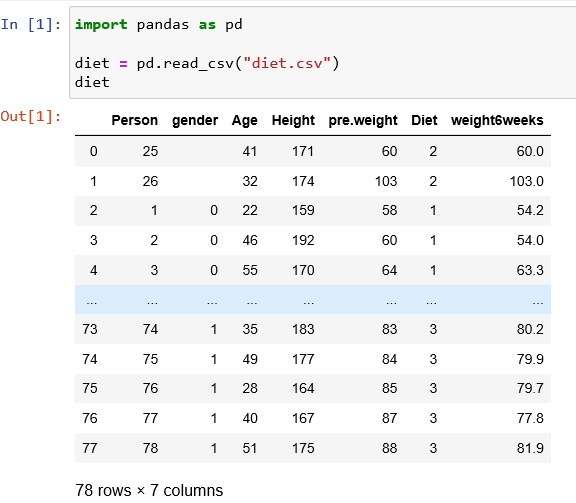 In [1]: import pandas as pd
diet = pd.read_csv("diet.csv")
diet
Out[1]:
Person gender Age Height pre.weight Diet weight6weeks
0 25 41 171 60 2 60.0
1 26 32 174 103 2 103.0
2 1 0 22 159 58 1 54.2
3 2 0 46 192 60 1 54.0
4 3 0 55 170 64 1 63.3
... ... ... ... ... ... ... ...
73 74 1 35 183 83 3 80.2
74 75 1 49 177 84 3 79.9
75 76 1 28 164 85 3 79.7
76 77 1 40 167 87 3 77.8
77 78 1 51 175 88 3 81.9
78 rows × 7 columns